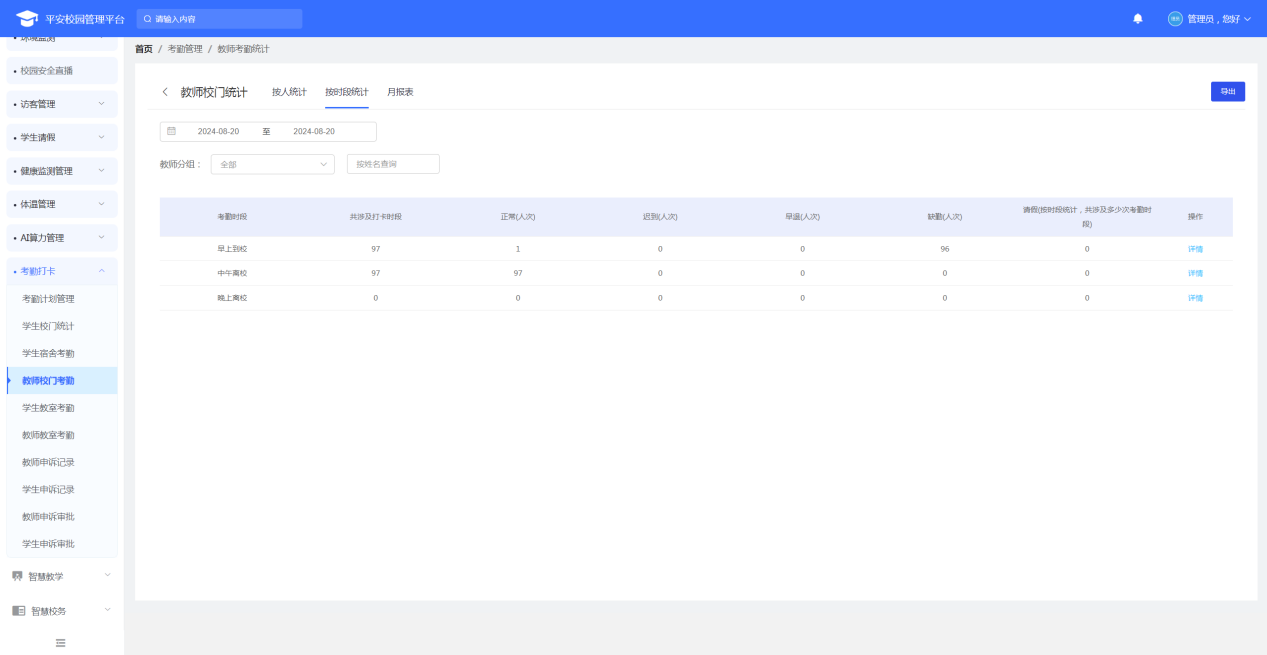 平安校园管理平台
请输入内容
管理员，您好
环境监测
校园安全直播
访客管理
学生请假
健康监测管理
体温管理
AI算力管理
考勤打卡
考勤计划管理
学生校门统计
学生宿舍考勤
教师校门考勤
学生教室考勤
教师教室考勤
教师申诉记录
学生申诉记录
教师申诉审批
学生申诉审批
智慧教学
智慧校务
首页 / 考勤管理 / 教师考勤统计
教师校门统计 按人统计 按时段统计 月报表
导出
2024-08-20 至 2024-08-20
教师分组： 全部 按姓名查询
考勤时段 共涉及打卡时段 正常(人次) 迟到(人次) 早退(人次) 缺勤(人次) 请假(按时段统计，共涉及多少次考勤时段) 操作
早上到校 97 1 0 0 96 0 详情
中午离校 97 97 0 0 0 0 详情
晚上离校 0 0 0 0 0 0 详情